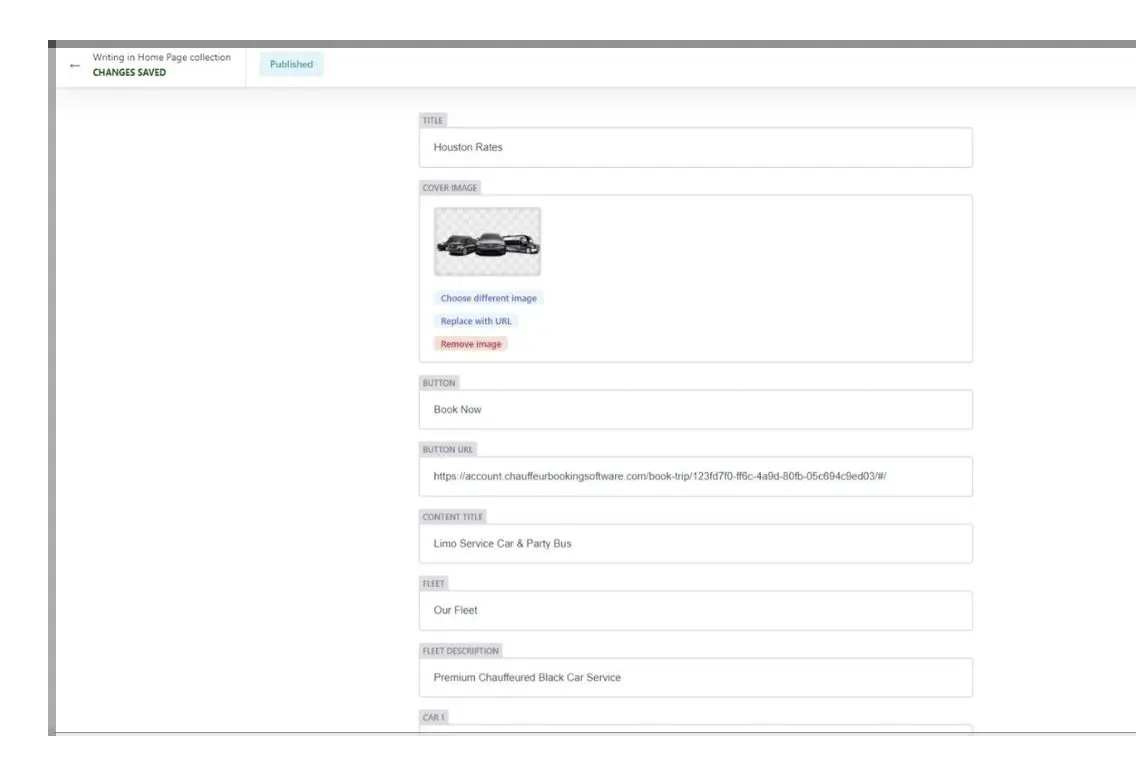 ←
Writing in Home Page collection
CHANGES SAVED
Published
TITLE
Houston Rates
COVER IMAGE
Choose different image
Replace with URL
Remove image
BUTTON
Book Now
BUTTON URL
https://account.chauffeurbookingsoftware.com/book-trip/123fd7f0-ff6c-4a9d-80fb-05c694c9ed03/#/
CONTENT TITLE
Limo Service Car & Party Bus
FLEET
Our Fleet
FLEET DESCRIPTION
Premium Chauffeured Black Car Service
CAR 1